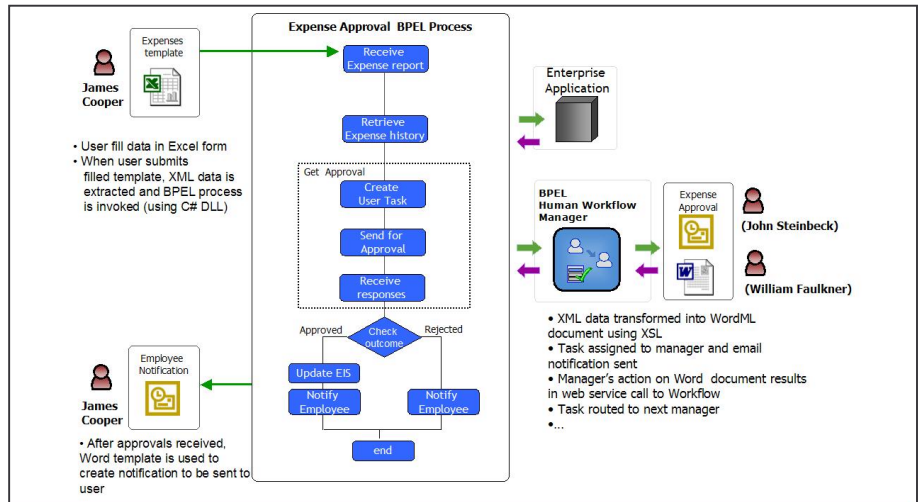 Expense Approval BPEL Process
Expenses
template
James
Cooper
• User fill data in Excel form
• When user submits
filled template, XML data is
extracted and BPEL process
is invoked (using C# DLL)
Receive
Expense report
Retrieve
Expense history
Get Approval
Create
User Task
Send for
Approval
Receive
responses
Approved
Check
outcome
Rejected
Update EIS
Notify
Employee
Notify
Employee
end
Enterprise
Application
BPEL
Human Workflow
Manager
Expense
Approval
W
(John Steinbeck)
(William Faulkner)
• XML data transformed into WordML
document using XSL
• Task assigned to manager and email
notification sent
• Manager's action on Word document results
in web service call to Workflow
• Task routed to next manager
•...
Employee
Notification
James
Cooper
• After approvals received,
Word template is used to
create notification to be sent to
user